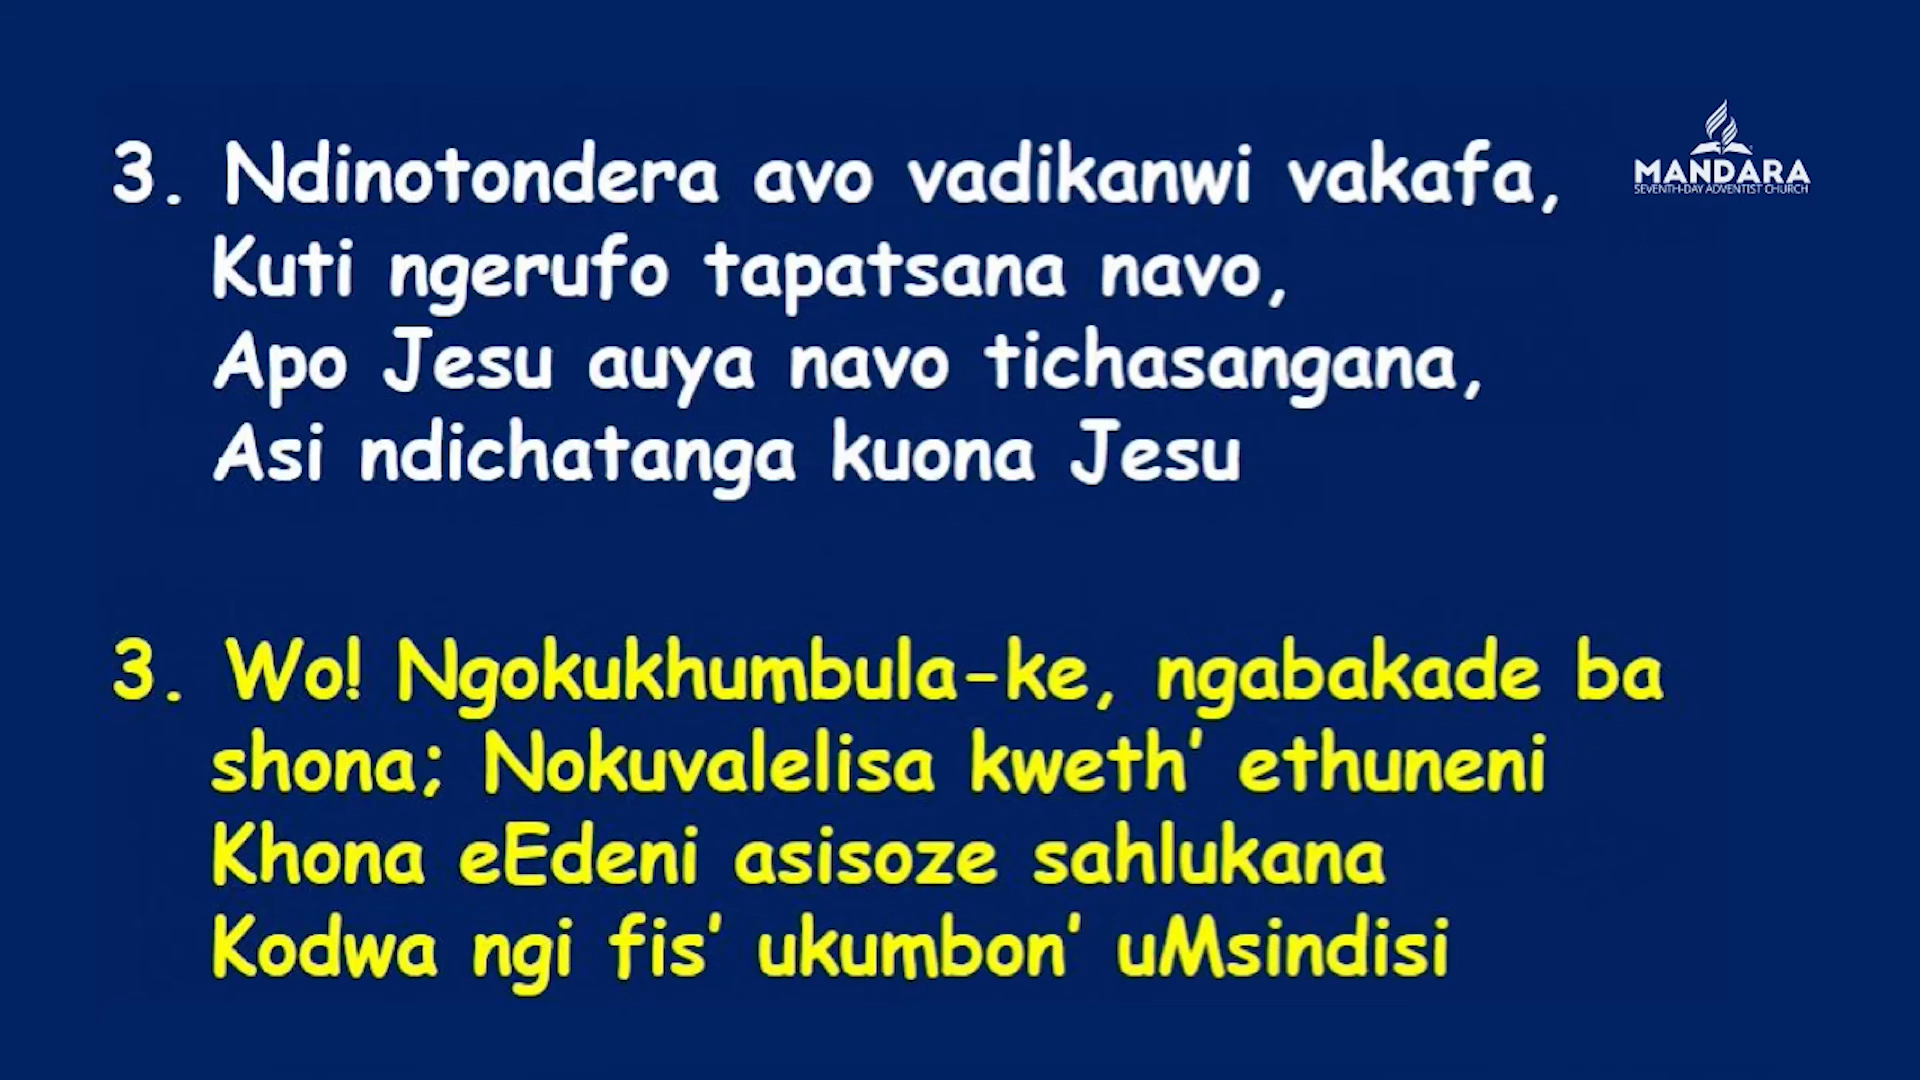 3. Ndinotondera avo vadikanwi vakafa,
Kuti ngerufo tapatsana navo,
Apo Jesu auya navo tichasangana,
Asi ndichatanga kuona Jesu
MANDARA
SEVENTH-DAY ADVENTIST CHURCH
3. Wo! Ngokukhumbula-ke, ngabakade ba
shona; Nokuvalelisa kweth’ ethuneni
Khona eEdeni asisoze sahlukana
Kodwa ngi fis’ ukumbon’ uMsindisi